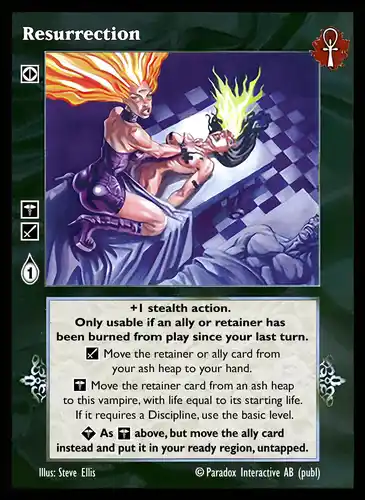 Resurrection
1
+1 stealth action.
Only usable if an ally or retainer has
been burned from play since your last turn.
Move the retainer or ally card from
your ash heap to your hand.
Move the retainer card from an ash heap
to this vampire, with life equal to its starting life.
If it requires a Discipline, use the basic level.
As above, but move the ally card
instead and put it in your ready region, untapped.
Illus: Steve Ellis © Paradox Interactive AB (publ)